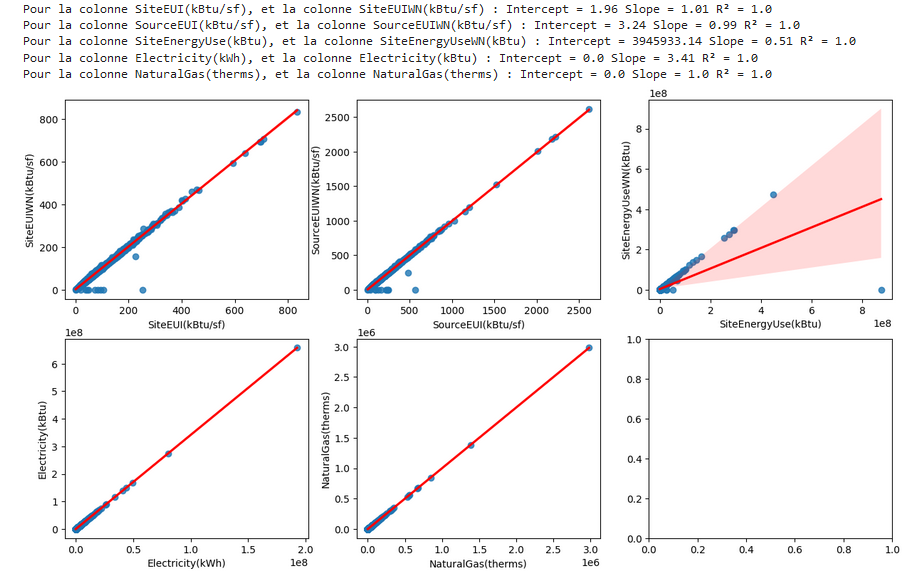 Pour la colonne SiteEUI(kBtu/sf), et la colonne SiteEUIWN(kBtu/sf) : Intercept = 1.96 Slope = 1.01 R² = 1.0
Pour la colonne SourceEUI(kBtu/sf), et la colonne SourceEUIWN(kBtu/sf) : Intercept = 3.24 Slope = 0.99 R² = 1.0
Pour la colonne SiteEnergyUse(kBtu), et la colonne SiteEnergyUseWN(kBtu) : Intercept = 3945933.14 Slope = 0.51 R² = 1.0
Pour la colonne Electricity(kWh), et la colonne Electricity(kBtu) : Intercept = 0.0 Slope = 3.41 R² = 1.0
Pour la colonne NaturalGas(therms), et la colonne NaturalGas(therms) : Intercept = 0.0 Slope = 1.0 R² = 1.0
SiteEUIWN(kBtu/sf)
800
600
400
200
0
0 200 400 600 800
SiteEUI(kBtu/sf)
SourceEUIWN(kBtu/sf)
2500
2000
1500
1000
500
0
0 500 1000 1500 2000 2500
SourceEUI(kBtu/sf)
1e8
SiteEnergyUseWN(kBtu)
8
6
4
2
0
0 2 4 6 8
SiteEnergyUse(kBtu)
1e8
1e8
Electricity(kBtu)
6
5
4
3
2
1
0
0.0 0.5 1.0 1.5 2.0
Electricity(kWh)
1e8
1e6
NaturalGas(therms)
3.0
2.5
2.0
1.5
1.0
0.5
0.0
0.0 0.5 1.0 1.5 2.0 2.5 3.0
NaturalGas(therms)
1e6
1.0
0.8
0.6
0.4
0.2
0.0
0.0 0.2 0.4 0.6 0.8 1.0